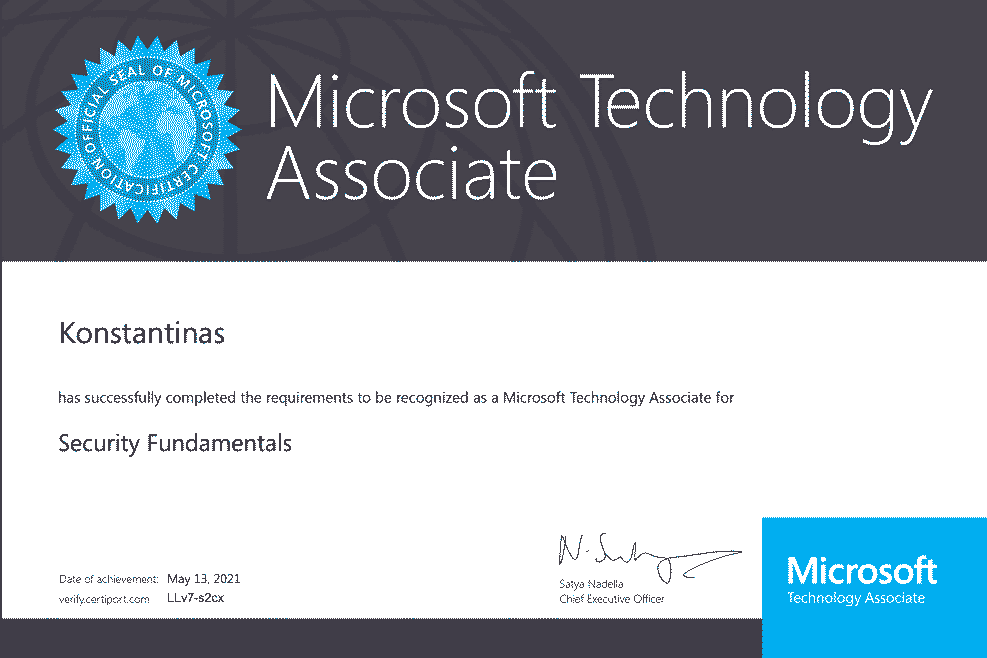 OFFICIAL SEAL OF MICROSOFT CERTIFICATION
Microsoft Technology
Associate
Konstantinas
has successfully completed the requirements to be recognized as a Microsoft Technology Associate for
Security Fundamentals
Date of achievement: May 13, 2021
verify.certiport.com LLv7-s2cx
Satya Nadella
Chief Executive Officer
Microsoft
Technology Associate